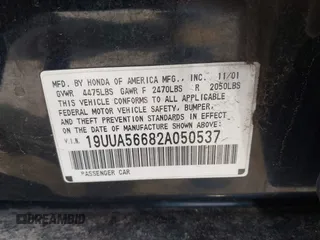 MFD. BY HONDA OF AMERICA MFG., INC. 11/01
GVWR 4475LBS GAWR F 2470LBS R 2050LBS
THIS VEHICLE CONFORMS TO ALL APPLICABLE
FEDERAL MOTOR VEHICLE SAFETY, BUMPER,
AND THEFT PREVENTION STANDARDS IN EFFECT
ON THE DATE OF MANUFACTURE SHOWN ABOVE.
V.I.N. 19UUA56682A050537
PASSENGER CAR
BREAMBID